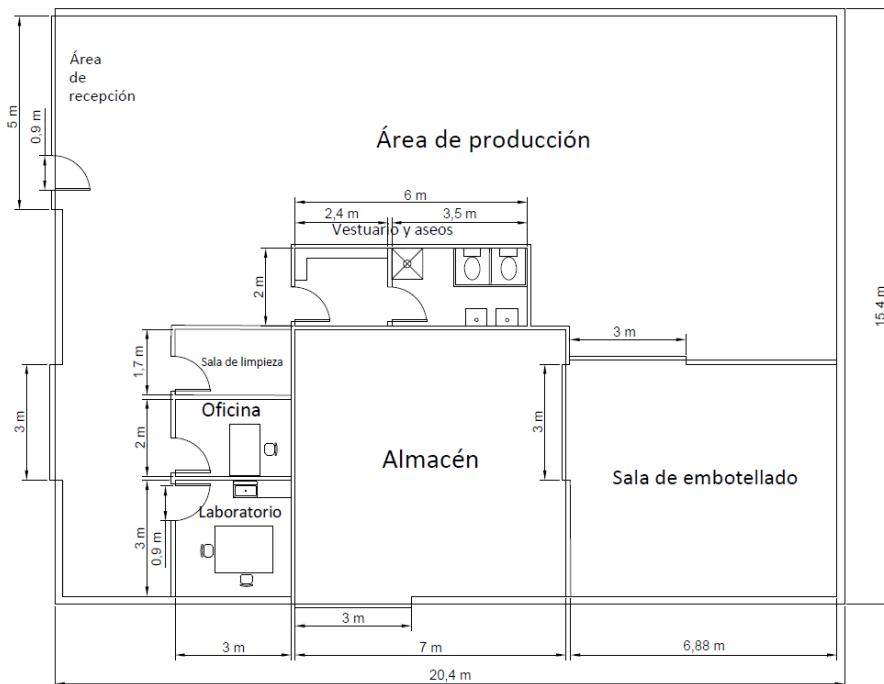 Área
de
recepción
5 m
0,9 m
Área de producción
6 m
2,4 m
3,5 m
Vestuario y aseos
2 m
15,4 m
3 m
1,7 m
Sala de limpieza
3 m
2 m
Oficina
3 m
Almacén
Sala de embotellado
Laboratorio
3 m
0,9 m
3 m
3 m
7 m
6,88 m
20,4 m